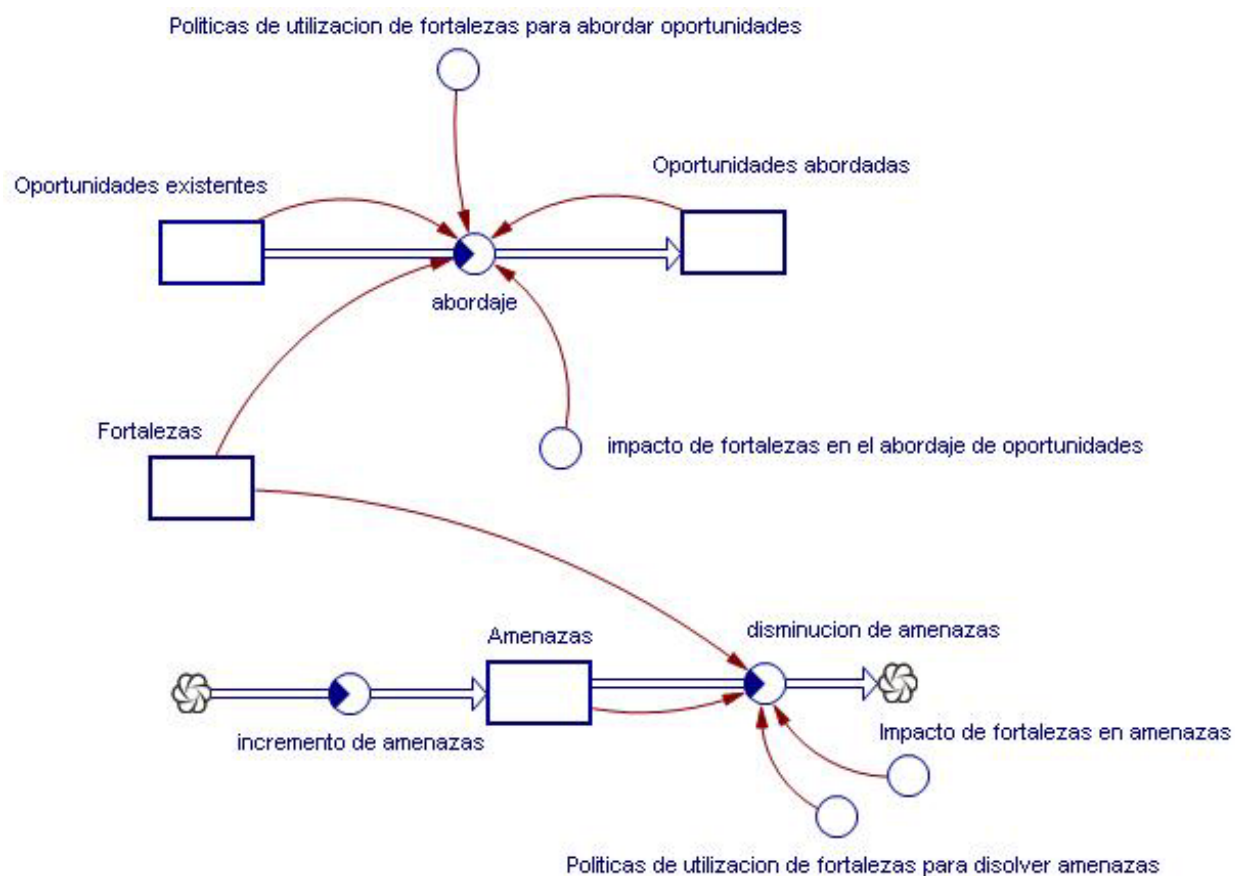 Politicas de utilizacion de fortalezas para abordar oportunidades
Oportunidades abordadas
Oportunidades existentes
abordaje
Fortalezas
impacto de fortalezas en el abordaje de oportunidades
Amenazas
disminucion de amenazas
incremento de amenazas
Impacto de fortalezas en amenazas
Politicas de utilizacion de fortalezas para disolver amenazas